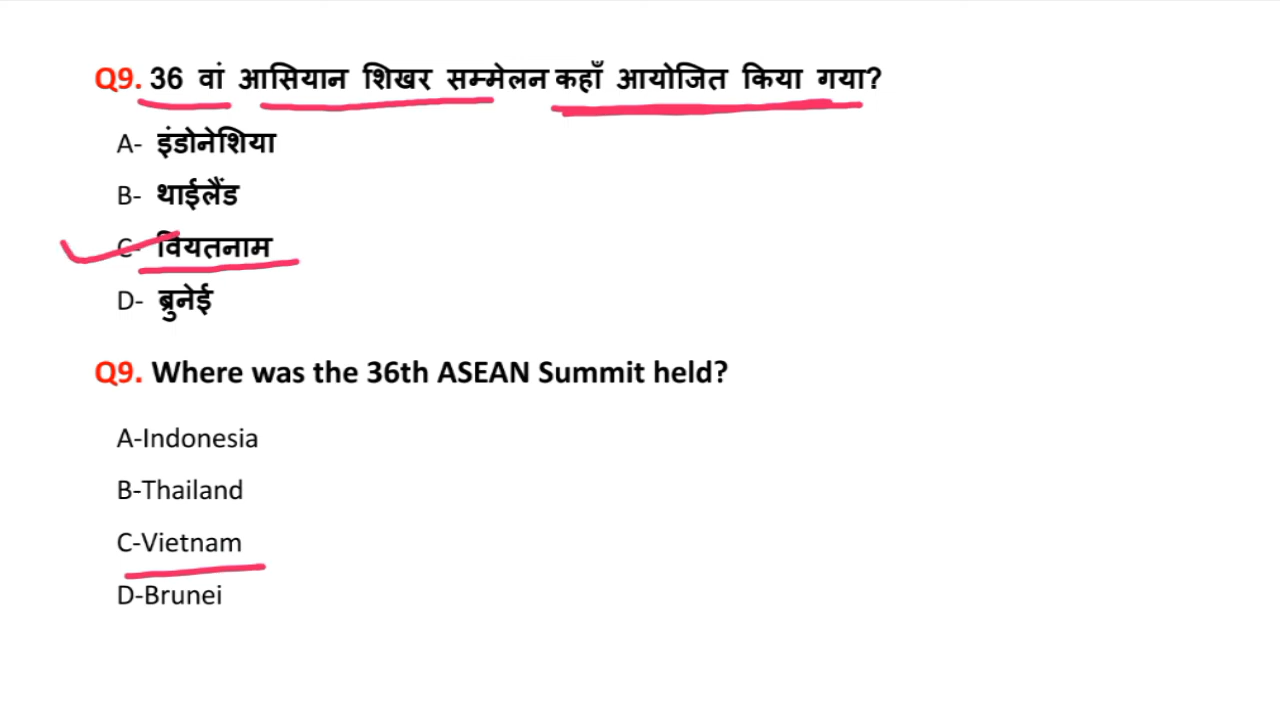 Q9. 36 वां आसियान शिखर सम्मेलन कहाँ आयोजित किया गया?
A- इंडोनेशिया
B- थाईलैंड
C- वियतनाम
D- ब्रुनेई
Q9. Where was the 36th ASEAN Summit held?
A-Indonesia
B-Thailand
C-Vietnam
D-Brunei